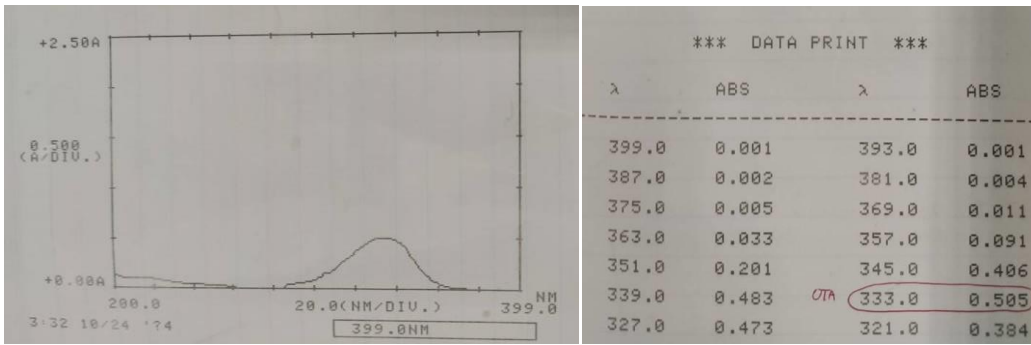 +2.50A
0.500
(A/DIV.)
+0.00A
200.0
20.0(NM/DIV.)
NM
399.0
3:32 10/24 '74
399.0NM
*** DATA PRINT ***
λ ABS λ ABS
399.0 0.001 393.0 0.001
387.0 0.002 381.0 0.004
375.0 0.005 369.0 0.011
363.0 0.033 357.0 0.091
351.0 0.201 345.0 0.406
339.0 0.483 OTA 333.0 0.505
327.0 0.473 321.0 0.384